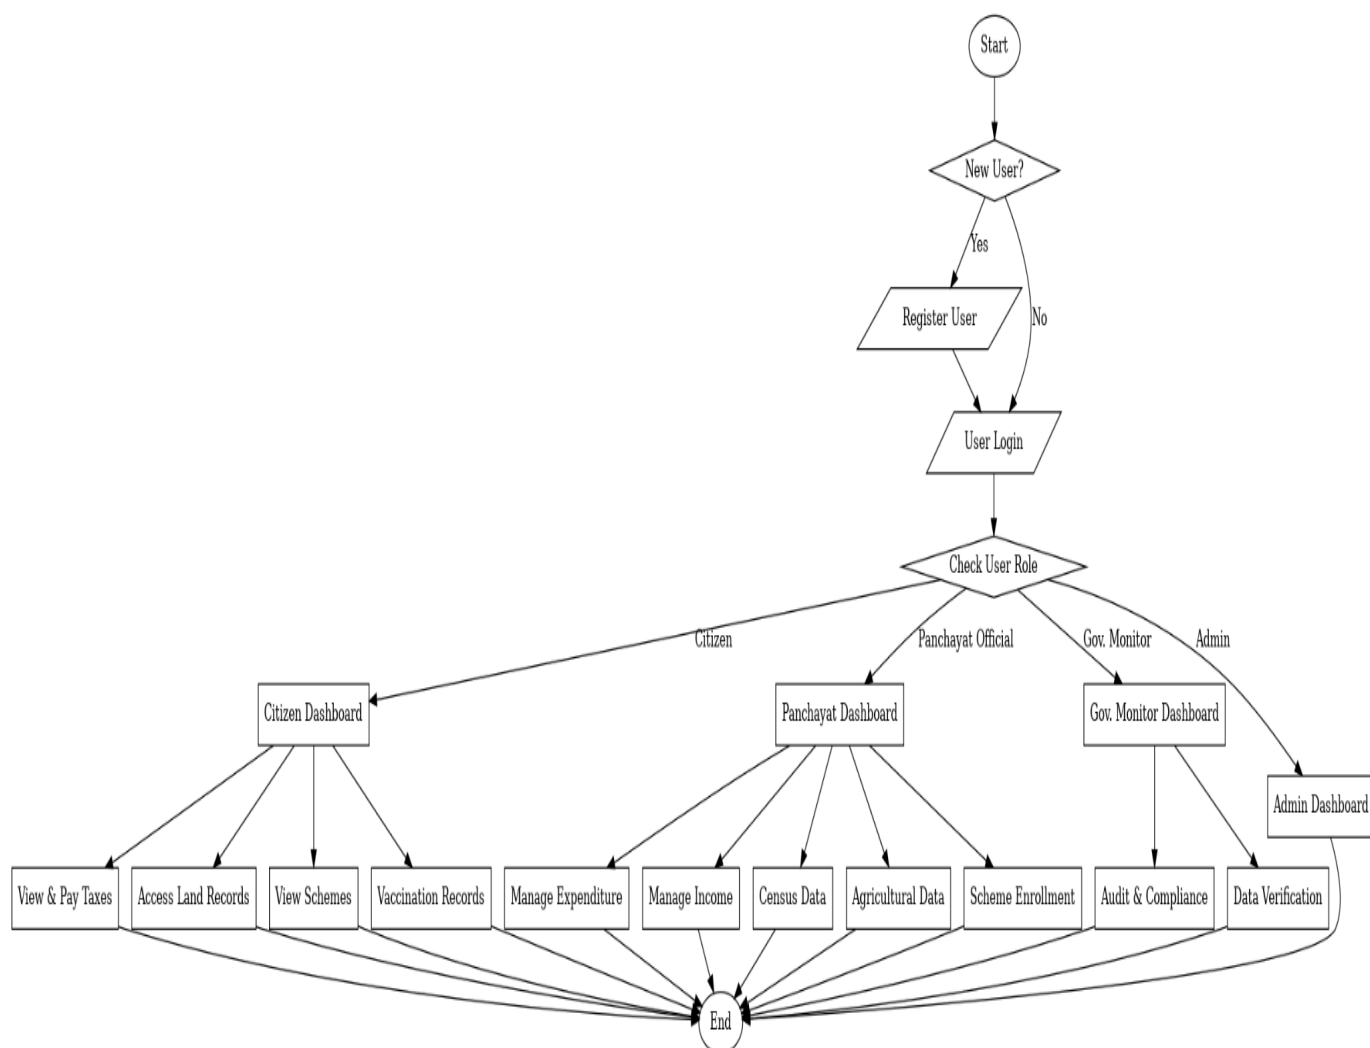 Start
New User?
Yes
Register User
No
User Login
Check User Role
Citizen
Panchayat Official
Gov. Monitor
Admin
Citizen Dashboard
Panchayat Dashboard
Gov. Monitor Dashboard
Admin Dashboard
View & Pay Taxes
Access Land Records
View Schemes
Vaccination Records
Manage Expenditure
Manage Income
Census Data
Agricultural Data
Scheme Enrollment
Audit & Compliance
Data Verification
End